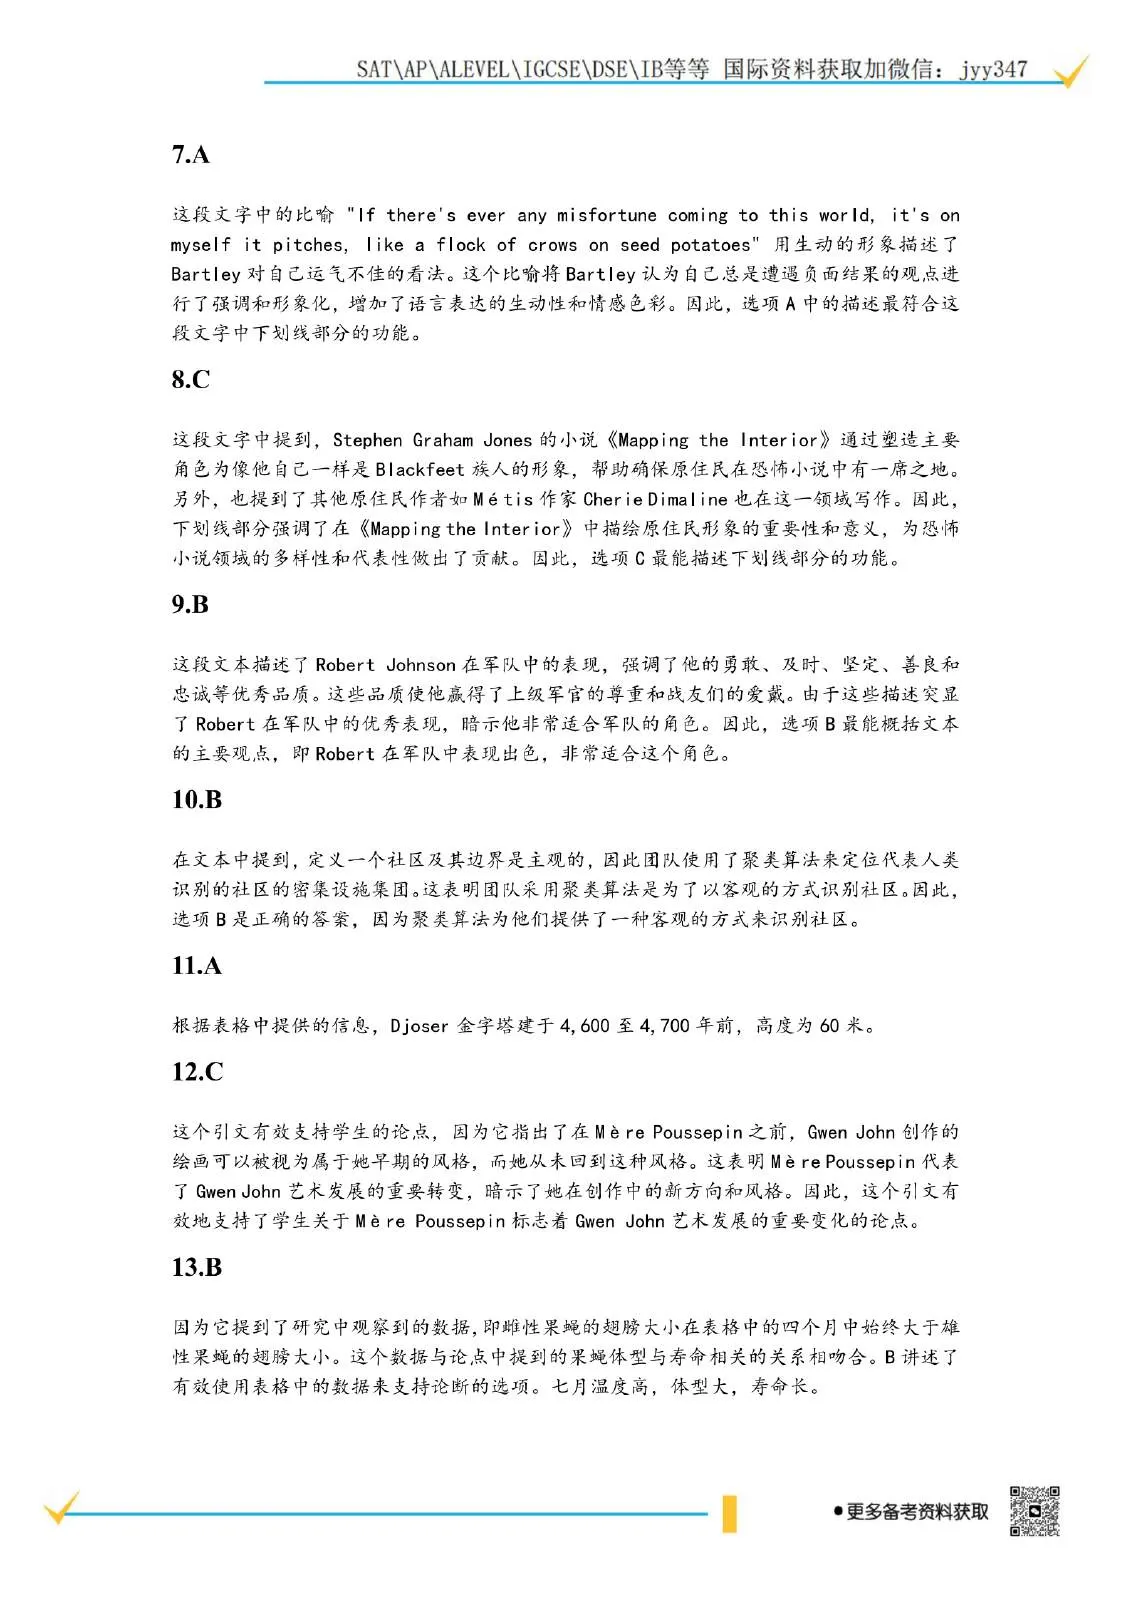 SAT\AP\ALEVEL\IGCSE\DSE\IB等等 国际资料获取加微信：jyy347
7.A
这段文字中的比喻 "If there's ever any misfortune coming to this world, it's on
myself it pitches, like a flock of crows on seed potatoes" 用生动的形象描述了
Bartley 对自己运气不佳的看法。这个比喻将 Bartley 认为自己总是遭遇负面结果的观点进
行了强调和形象化，增加了语言表达的生动性和情感色彩。因此，选项 A 中的描述最符合这
段文字中下划线部分的功能。
8.C
这段文字中提到，Stephen Graham Jones 的小说《Mapping the Interior》通过塑造主要
角色为像他自己一样是 Blackfeet 族人的形象，帮助确保原住民在恐怖小说中有一席之地。
另外，也提到了其他原住民作者如 Métis 作家 Cherie Dimaline 也在这一领域写作。因此，
下划线部分强调了在《Mapping the Interior》中描绘原住民形象的重要性和意义，为恐怖
小说领域的多样性和代表性做出了贡献。因此，选项 C 最能描述下划线部分的功能。
9.B
这段文本描述了 Robert Johnson 在军队中的表现，强调了他的勇敢、及时、坚定、善良和
忠诚等优秀品质。这些品质使他赢得了上级军官的尊重和战友们的爱戴。由于这些描述突显
了 Robert 在军队中的优秀表现，暗示他非常适合军队的角色。因此，选项 B 最能概括文本
的主要观点，即 Robert 在军队中表现出色，非常适合这个角色。
10.B
在文本中提到，定义一个社区及其边界是主观的，因此团队使用了聚类算法来定位代表人类
识别的社区的密集设施集团。这表明团队采用聚类算法是为了以客观的方式识别社区。因此，
选项 B 是正确的答案，因为聚类算法为他们提供了一种客观的方式来识别社区。
11.A
根据表格中提供的信息，Djoser 金字塔建于 4,600 至 4,700 年前，高度为 60 米。
12.C
这个引文有效支持学生的论点，因为它指出了在 Mère Poussepin 之前，Gwen John 创作的
绘画可以被视为属于她早期的风格，而她从未回到这种风格。这表明 Mère Poussepin 代表
了 Gwen John 艺术发展的重要转变，暗示了她在创作中的新方向和风格。因此，这个引文有
效地支持了学生关于 Mère Poussepin 标志着 Gwen John 艺术发展的重要变化的论点。
13.B
因为它提到了研究中观察到的数据，即雌性果蝇的翅膀大小在表格中的四个月中始终大于雄
性果蝇的翅膀大小。这个数据与论点中提到的果蝇体型与寿命相关的关系相吻合。B 讲述了
有效使用表格中的数据来支持论断的选项。七月温度高，体型大，寿命长。
●更多备考资料获取